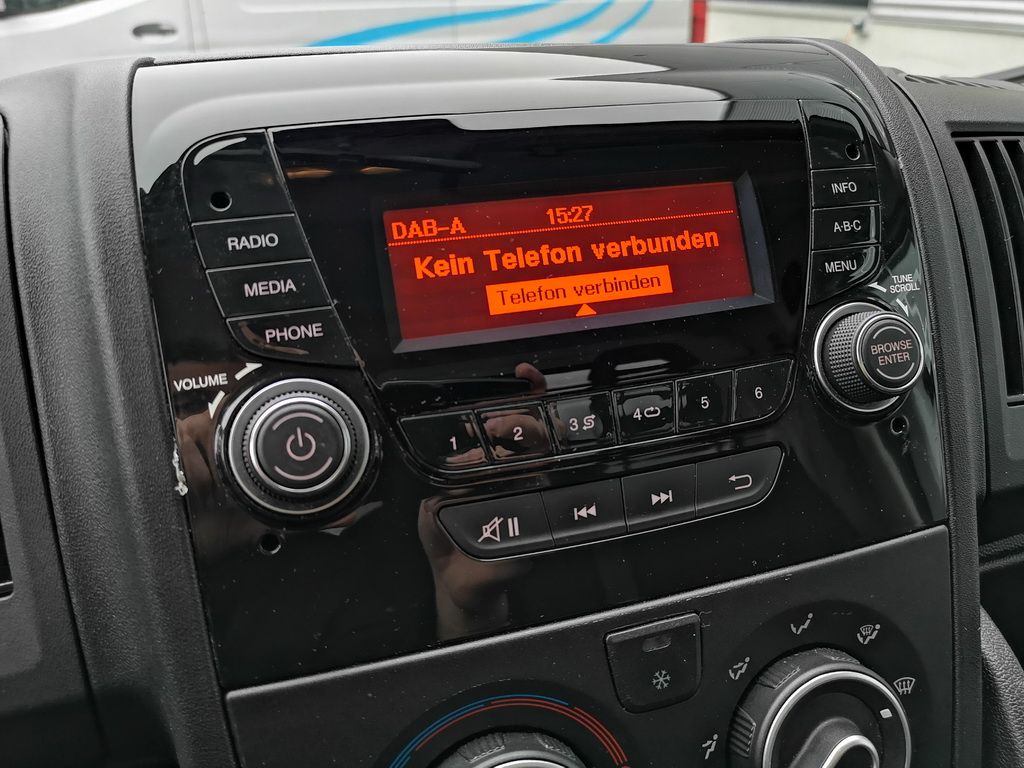 DAB-A 15:27
Kein Telefon verbunden
Telefon verbinden
RADIO
MEDIA
PHONE
VOLUME
INFO
A·B·C
MENU
TUNE
SCROLL
BROWSE
ENTER
1 2 3 4 5 6